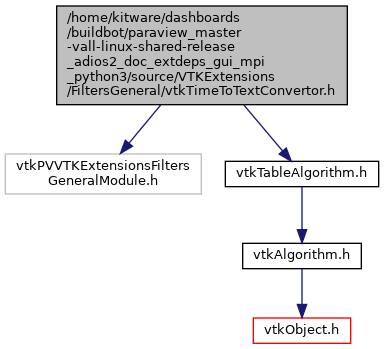 /home/kitware/dashboards
/buildbot/paraview_master
-vall-linux-shared-release
_adios2_doc_extdeps_gui_mpi
_python3/source/VTKExtensions
/FiltersGeneral/vtkTimeToTextConvertor.h
vtkPVVTKExtensionsFilters
GeneralModule.h
vtkTableAlgorithm.h
vtkAlgorithm.h
vtkObject.h